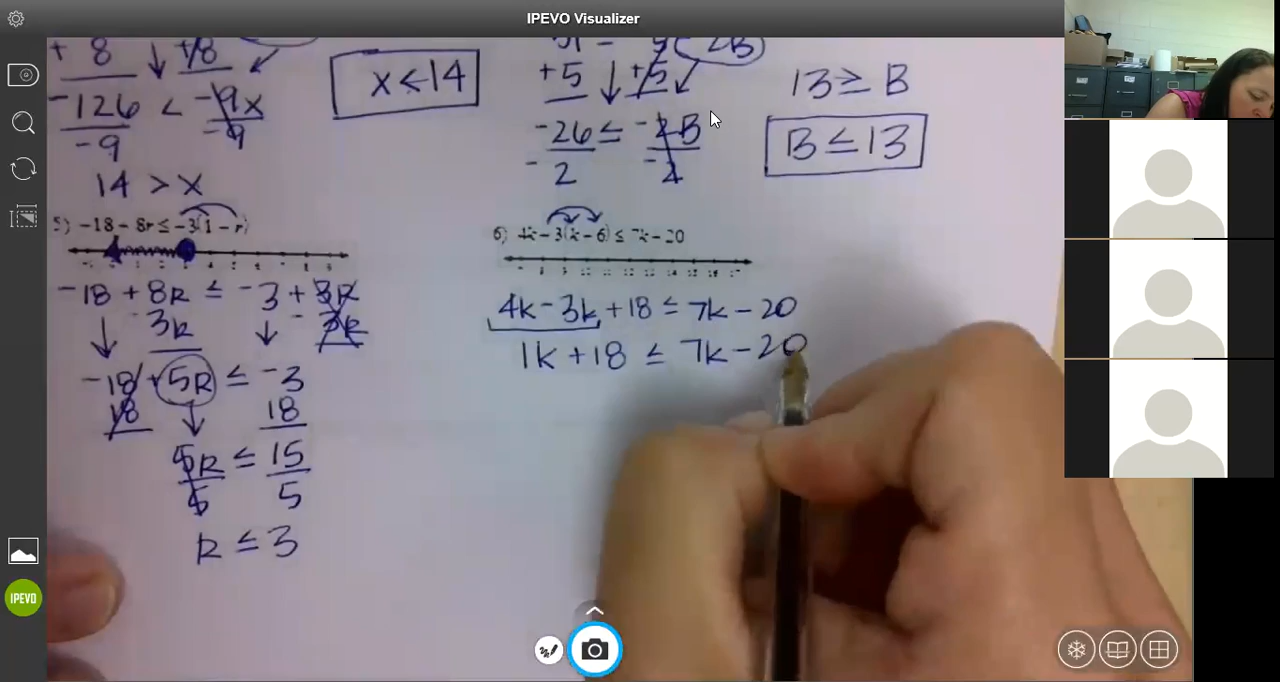 IPEVO Visualizer
+ 8 +8
-126 < -9x
-9 -9
14 > x
x < 14
+5 +5
-26 ≤ -2B
-2 -2
13 ≥ B
B ≤ 13
5) −18 − 8r ≤ −3(1 − r)
-18 + 8R ≤ -3 + 3R
- 3R - 3R
-18 + 5R ≤ -3
18 18
5R ≤ 15
5 5
R ≤ 3
6) 4k − 3(k − 6) ≤ 7k − 20
4k - 3k + 18 ≤ 7k - 20
1k + 18 ≤ 7k - 20
IPEVO